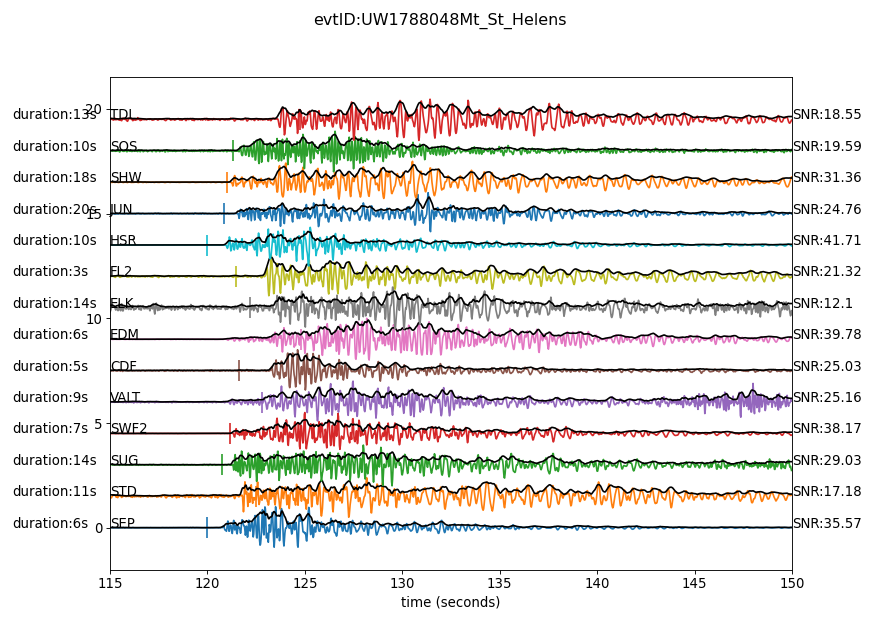 evtID:UW1788048Mt_St_Helens
20
duration:13s TDL SNR:18.55
duration:10s SOS SNR:19.59
duration:18s SHW SNR:31.36
duration:20s JUN SNR:24.76
15
duration:10s HSR SNR:41.71
duration:3s FL2 SNR:21.32
duration:14s ELK SNR:12.1
10
duration:6s EDM SNR:39.78
duration:5s CDF SNR:25.03
duration:9s VALT SNR:25.16
5
duration:7s SWF2 SNR:38.17
duration:14s SUG SNR:29.03
duration:11s STD SNR:17.18
duration:6s SEP SNR:35.57
0
115 120 125 130 135 140 145 150
time (seconds)